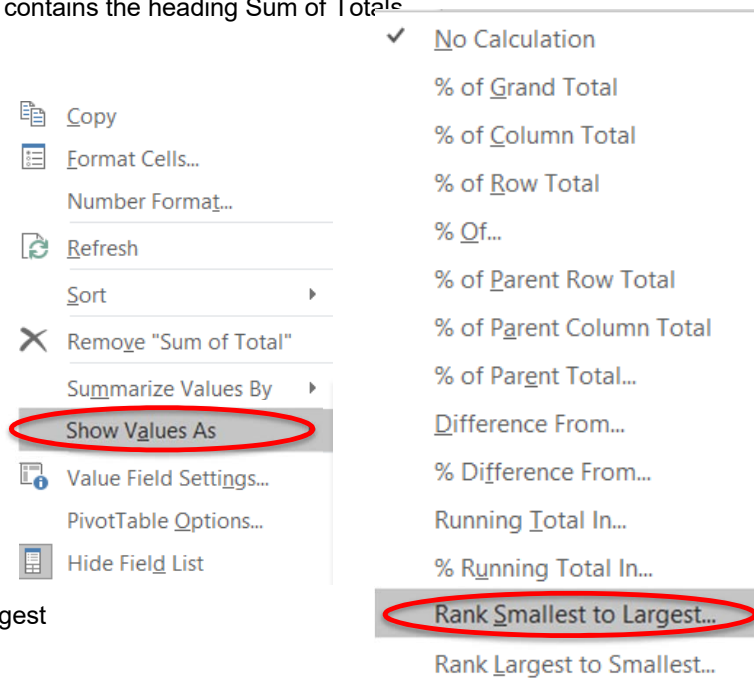 contains the heading Sum of Totals
Copy
Format Cells...
Number Format...
Refresh
Sort
Remove "Sum of Total"
Summarize Values By
Show Values As
Value Field Settings...
PivotTable Options...
Hide Field List
gest
No Calculation
% of Grand Total
% of Column Total
% of Row Total
% Of...
% of Parent Row Total
% of Parent Column Total
% of Parent Total...
Difference From...
% Difference From...
Running Total In...
% Running Total In...
Rank Smallest to Largest...
Rank Largest to Smallest...